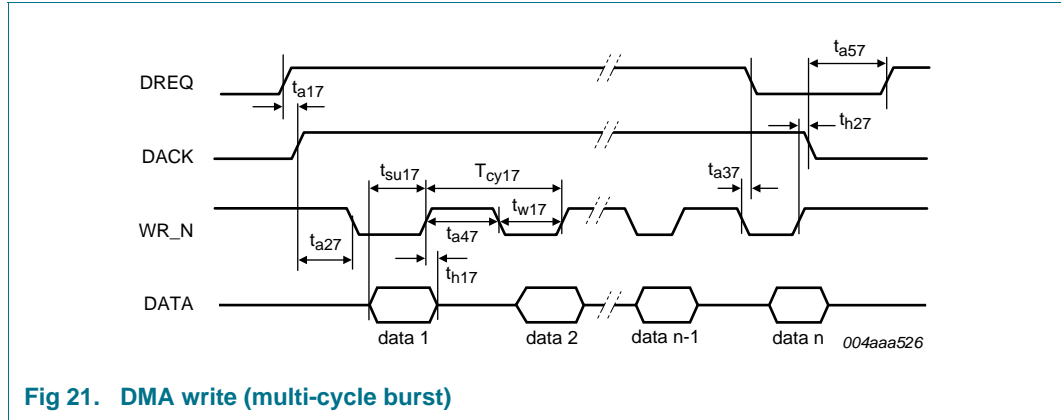 DREQ
t_a17
t_a57
t_h27
DACK
t_su17
T_cy17
t_a37
WR_N
t_w17
t_a27
t_a47
t_h17
DATA
data 1
data 2
data n-1
data n
004aaa526
Fig 21. DMA write (multi-cycle burst)